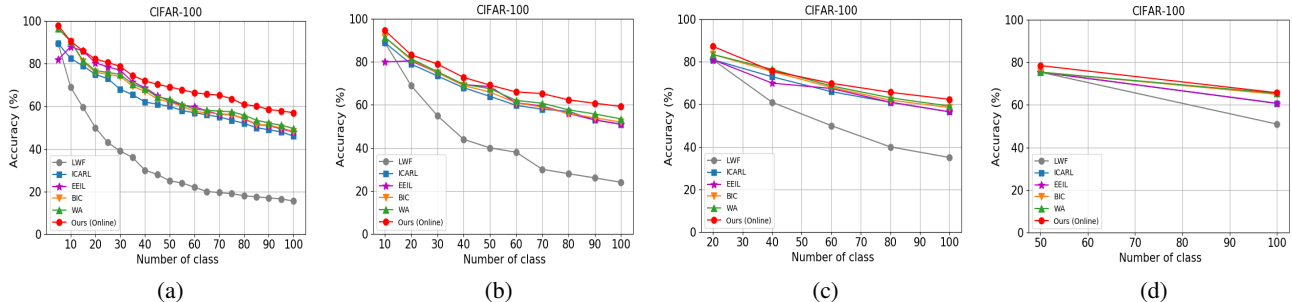 CIFAR-100
Accuracy (%)
100
80
60
40
20
0
LWF
ICARL
EEIL
BIC
WA
Ours (Online)
10 20 30 40 50 60 70 80 90 100
Number of class
(a)
CIFAR-100
Accuracy (%)
100
80
60
40
20
0
LWF
ICARL
EEIL
BIC
WA
Ours (Online)
10 20 30 40 50 60 70 80 90 100
Number of class
(b)
CIFAR-100
Accuracy (%)
100
80
60
40
20
0
LWF
ICARL
EEIL
BIC
WA
Ours (Online)
20 30 40 50 60 70 80 90 100
Number of class
(c)
CIFAR-100
Accuracy (%)
100
80
60
40
20
0
LWF
ICARL
EEIL
BIC
WA
Ours (Online)
50 60 70 80 90 100
Number of class
(d)